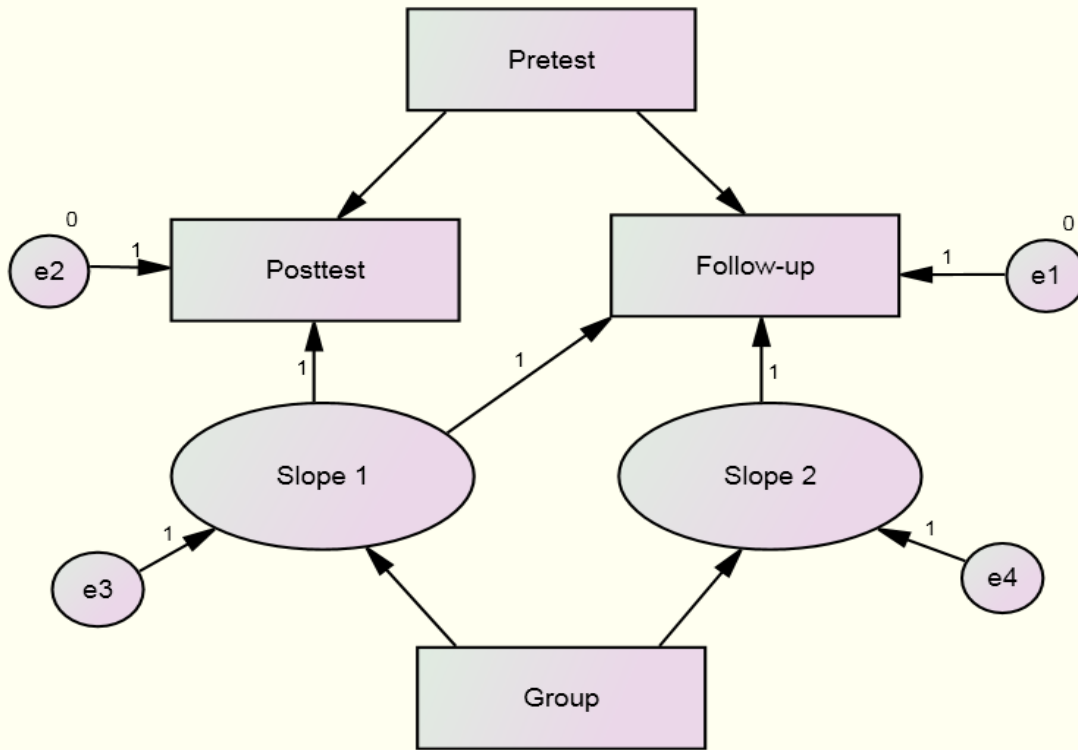 Pretest
0
0
e2
1
Posttest
Follow-up
1
e1
1
1
1
Slope 1
Slope 2
1
1
e3
e4
Group